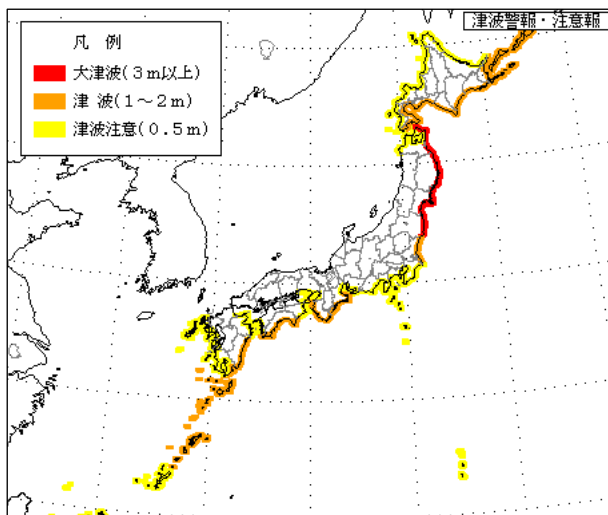 津波警報・注意報
凡 例
大津波(３ｍ以上)
津 波(１～２ｍ)
津波注意(０.５ｍ)